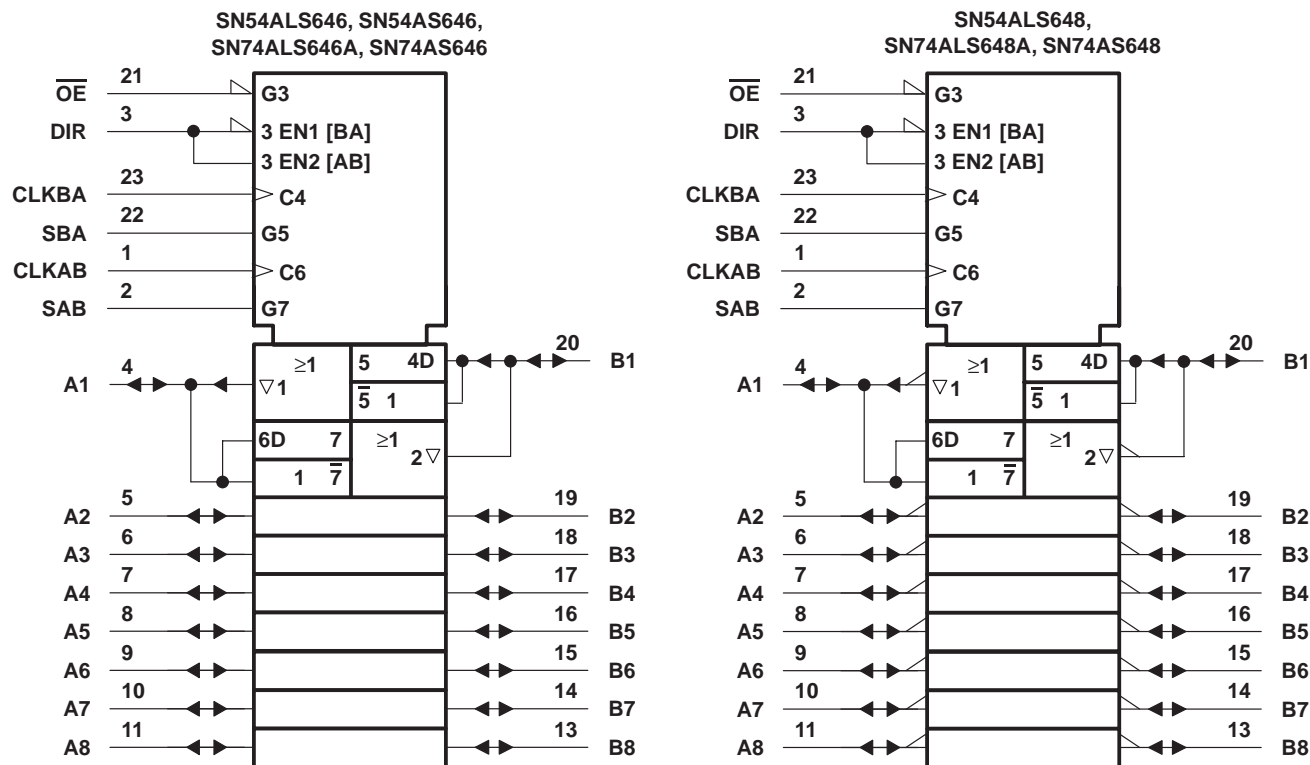 SN54ALS646, SN54AS646,
SN74ALS646A, SN74AS646
21
OE
G3
3
DIR
3 EN1 [BA]
3 EN2 [AB]
23
CLKBA
C4
22
SBA
G5
1
CLKAB
C6
2
SAB
G7
20
B1
4
A1
≥1
▽1
5 4D
5 1
6D 7
1 7
≥1
2▽
5
A2
19
B2
6
A3
18
B3
7
A4
17
B4
8
A5
16
B5
9
A6
15
B6
10
A7
14
B7
11
A8
13
B8
SN54ALS648,
SN74ALS648A, SN74AS648
21
OE
G3
3
DIR
3 EN1 [BA]
3 EN2 [AB]
23
CLKBA
C4
22
SBA
G5
1
CLKAB
C6
2
SAB
G7
20
B1
4
A1
≥1
▽1
5 4D
5 1
6D 7
1 7
≥1
2▽
5
A2
19
B2
6
A3
18
B3
7
A4
17
B4
8
A5
16
B5
9
A6
15
B6
10
A7
14
B7
11
A8
13
B8